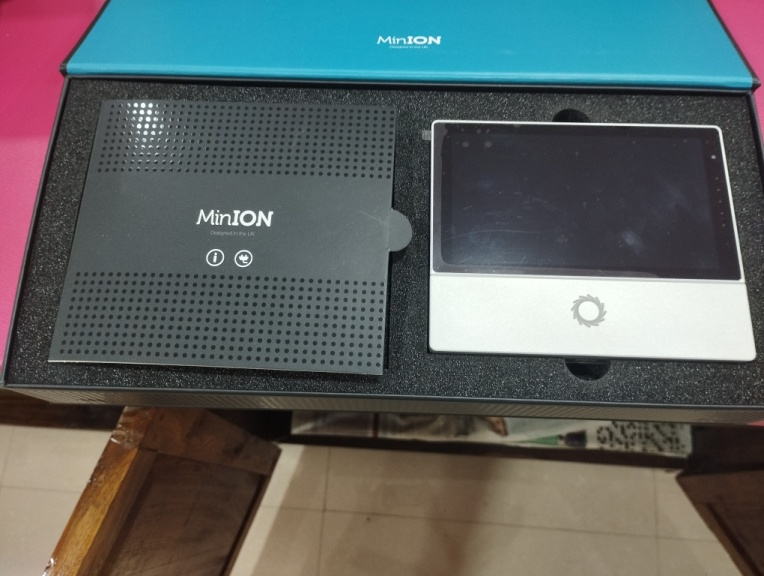 MinION
Designed in the UK
MinION
Designed in the UK
i